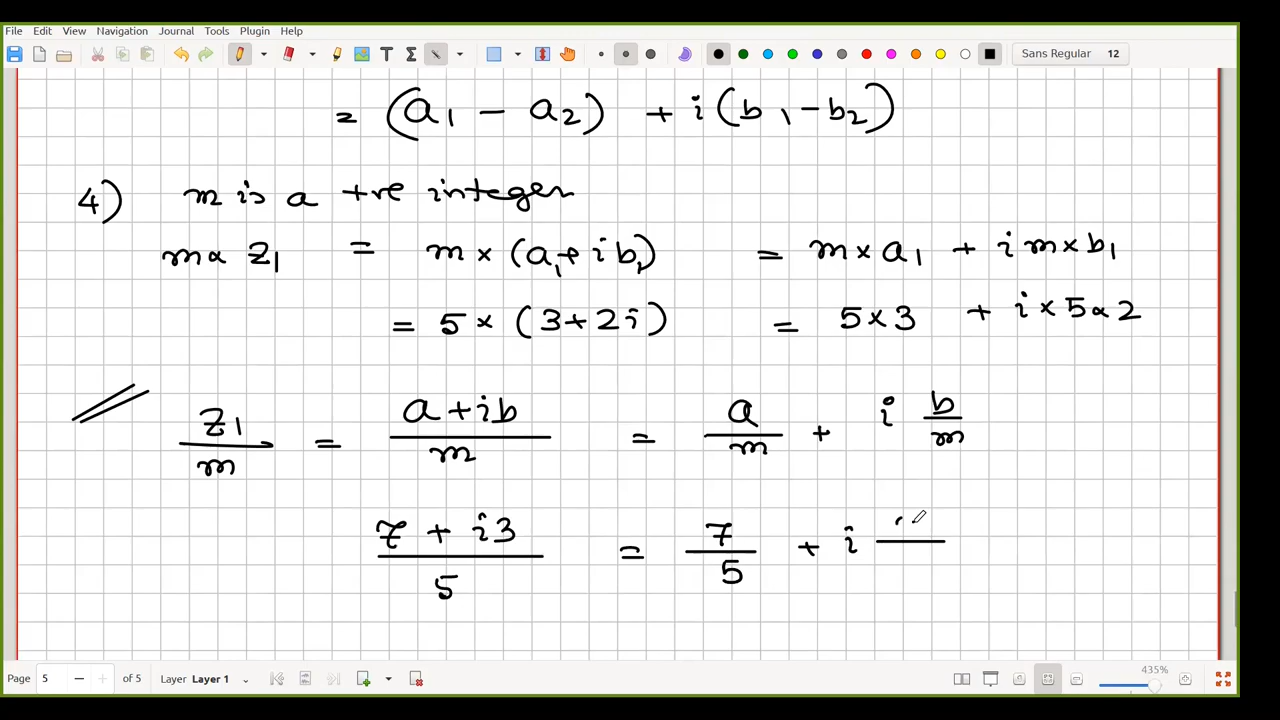 File Edit View Navigation Journal Tools Plugin Help
Sans Regular 12
= (a1 - a2) + i(b1-b2)
4) m is a +ve integer
m x z1 = m x (a1+ib1) = m x a1 + i m x b1
= 5 x (3+2i) = 5 x 3 + i x 5 x 2
z1/m = a+ib/m = a/m + i b/m
7 + i3/5 = 7/5 + i
Page 5 of 5 Layer Layer 1 435%